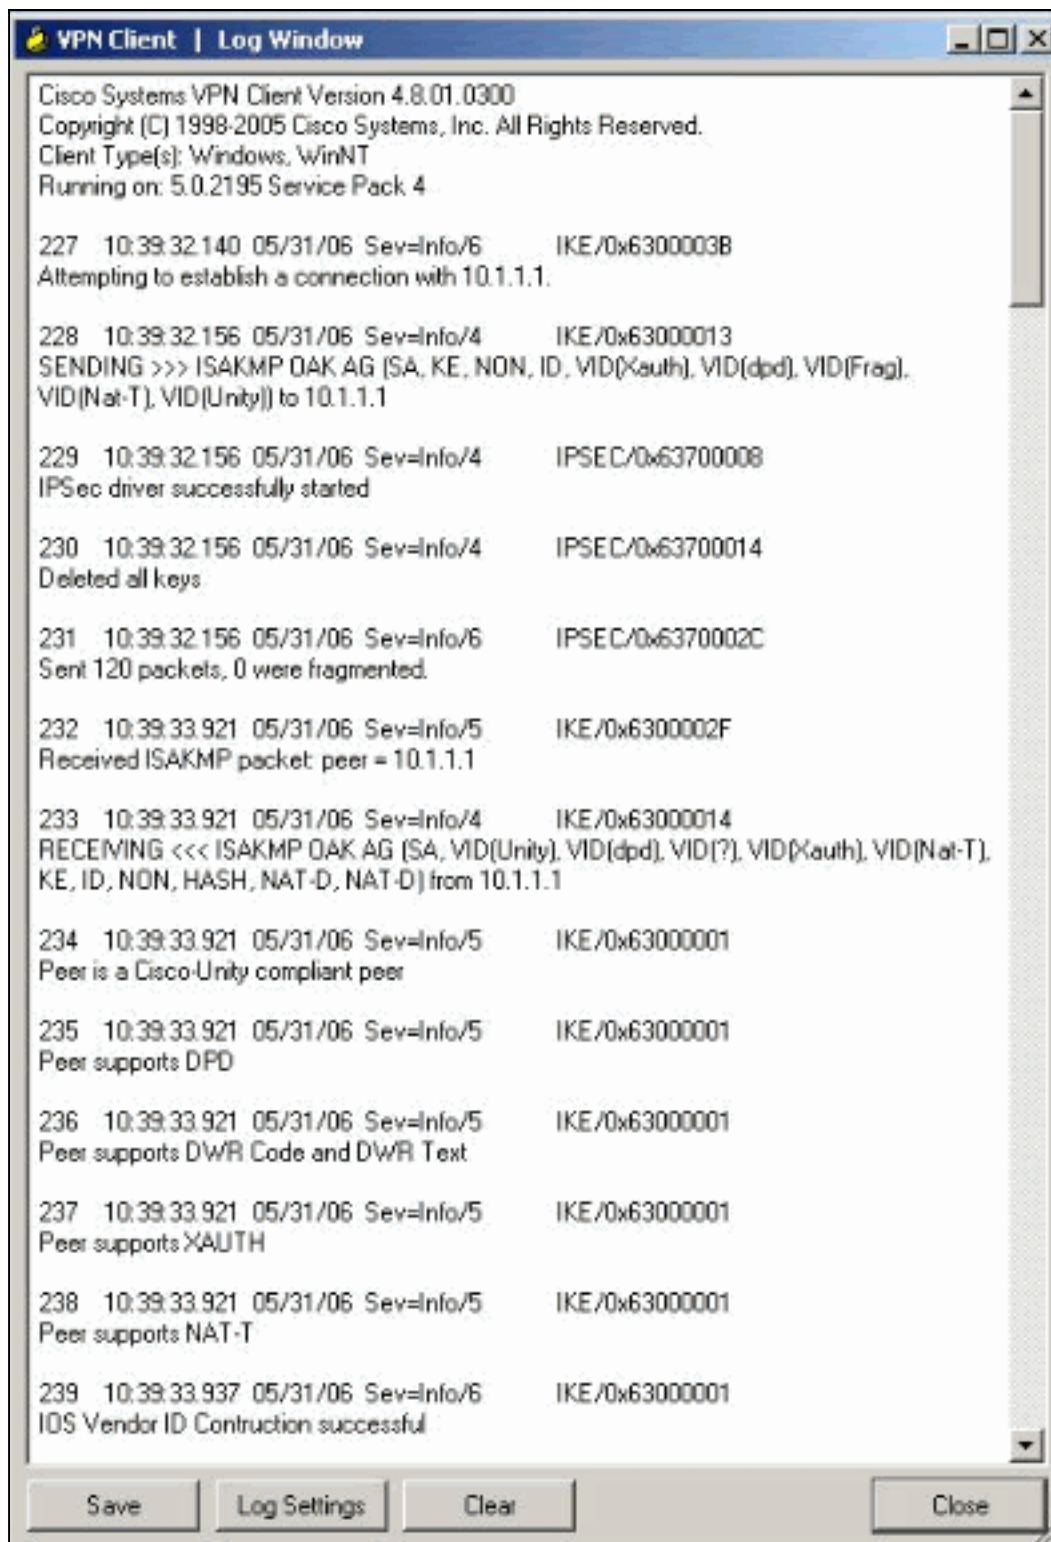 VPN Client | Log Window
Cisco Systems VPN Client Version 4.8.01.0300
Copyright (C) 1998-2005 Cisco Systems, Inc. All Rights Reserved.
Client Type(s): Windows, WinNT
Running on: 5.0.2195 Service Pack 4
227 10:39:32.140 05/31/06 Sev=Info/6 IKE/0x6300003B
Attempting to establish a connection with 10.1.1.1.
228 10:39:32.156 05/31/06 Sev=Info/4 IKE/0x63000013
SENDING >>> ISAKMP OAK AG (SA, KE, NON, ID, VID(Xauth), VID(dpd), VID(Frag),
VID(Nat-T), VID(Unity)) to 10.1.1.1
229 10:39:32.156 05/31/06 Sev=Info/4 IPSEC/0x63700008
IPSec driver successfully started
230 10:39:32.156 05/31/06 Sev=Info/4 IPSEC/0x63700014
Deleted all keys
231 10:39:32.156 05/31/06 Sev=Info/6 IPSEC/0x6370002C
Sent 120 packets, 0 were fragmented.
232 10:39:33.921 05/31/06 Sev=Info/5 IKE/0x6300002F
Received ISAKMP packet: peer = 10.1.1.1
233 10:39:33.921 05/31/06 Sev=Info/4 IKE/0x63000014
RECEIVING <<< ISAKMP OAK AG (SA, VID(Unity), VID(dpd), VID(?), VID(Xauth), VID(Nat-T),
KE, ID, NON, HASH, NAT-D, NAT-D) from 10.1.1.1
234 10:39:33.921 05/31/06 Sev=Info/5 IKE/0x63000001
Peer is a Cisco-Unity compliant peer
235 10:39:33.921 05/31/06 Sev=Info/5 IKE/0x63000001
Peer supports DPD
236 10:39:33.921 05/31/06 Sev=Info/5 IKE/0x63000001
Peer supports DWR Code and DWR Text
237 10:39:33.921 05/31/06 Sev=Info/5 IKE/0x63000001
Peer supports XAUTH
238 10:39:33.921 05/31/06 Sev=Info/5 IKE/0x63000001
Peer supports NAT-T
239 10:39:33.937 05/31/06 Sev=Info/6 IKE/0x63000001
IOS Vendor ID Contruction successful
Save Log Settings Clear Close